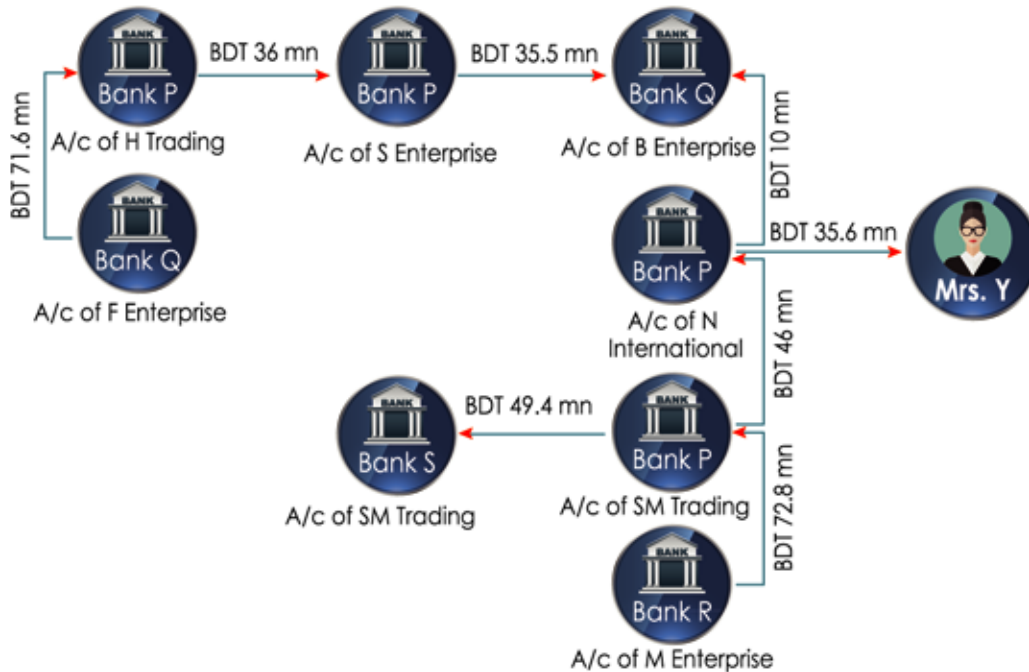 BANK
Bank P
A/c of H Trading
BDT 36 mn
BANK
Bank P
A/c of S Enterprise
BDT 35.5 mn
BANK
Bank Q
A/c of B Enterprise
BDT 71.6 mn
BANK
Bank Q
A/c of F Enterprise
BDT 10 mn
BANK
Bank P
A/c of N
International
BDT 35.6 mn
Mrs. Y
BDT 46 mn
BANK
Bank S
A/c of SM Trading
BDT 49.4 mn
BANK
Bank P
A/c of SM Trading
BDT 72.8 mn
BANK
Bank R
A/c of M Enterprise